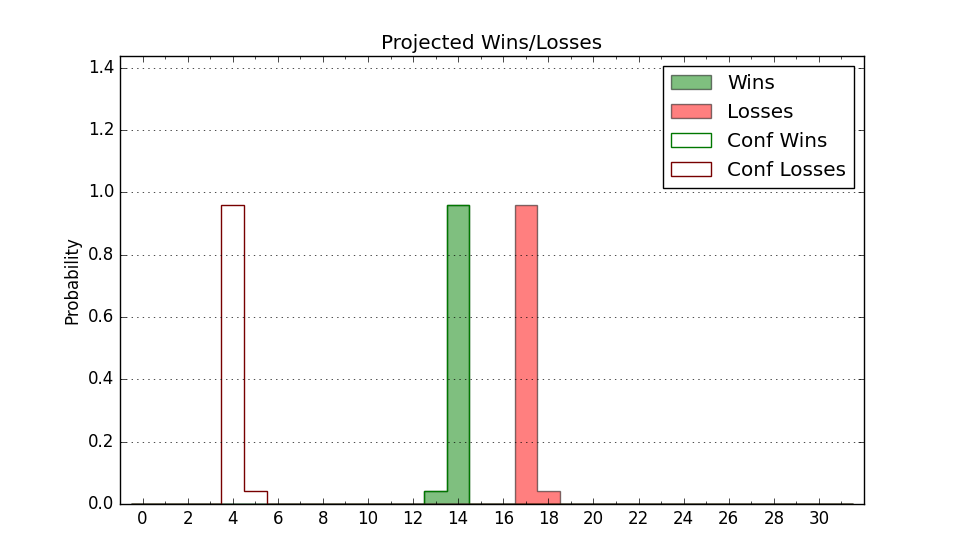 Projected Wins/Losses
Wins
Losses
Conf Wins
Conf Losses
Probability
1.4
1.2
1.0
0.8
0.6
0.4
0.2
0.0
0 2 4 6 8 10 12 14 16 18 20 22 24 26 28 30